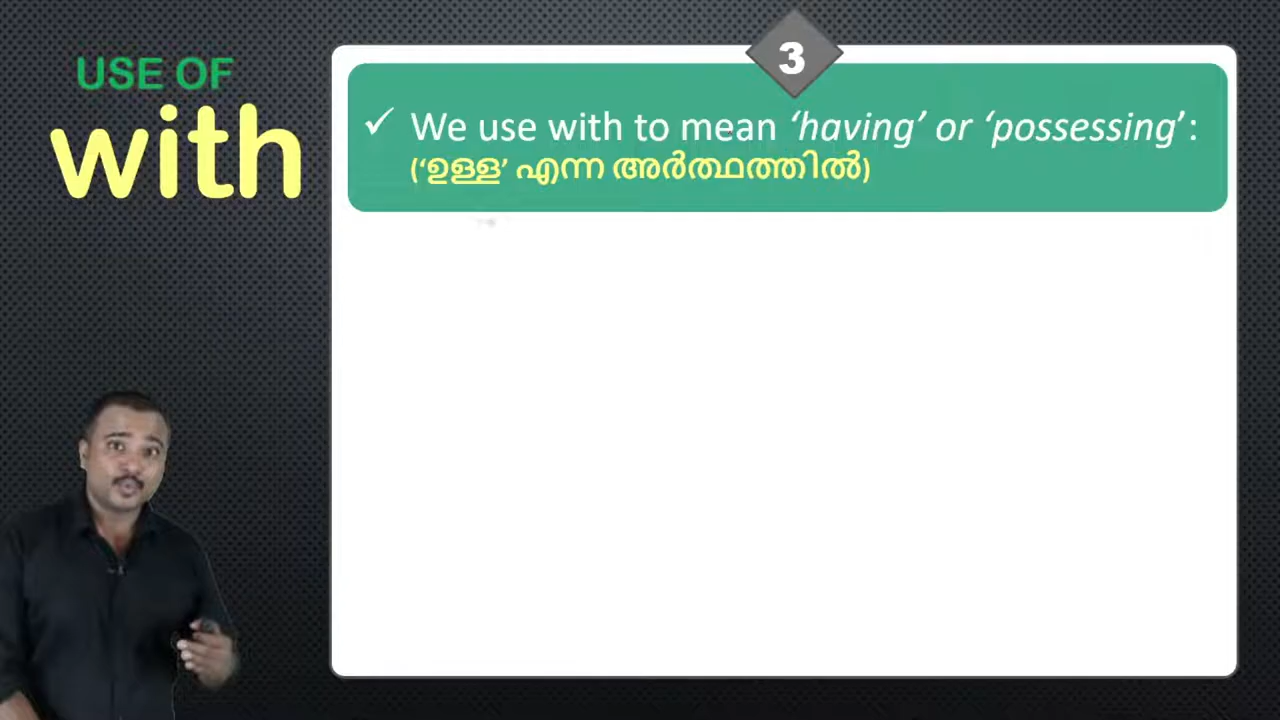 USE OF
with
3
✓ We use with to mean ‘having’ or ‘possessing’:
(‘ഉള്ള’ എന്ന അർത്ഥത്തിൽ)